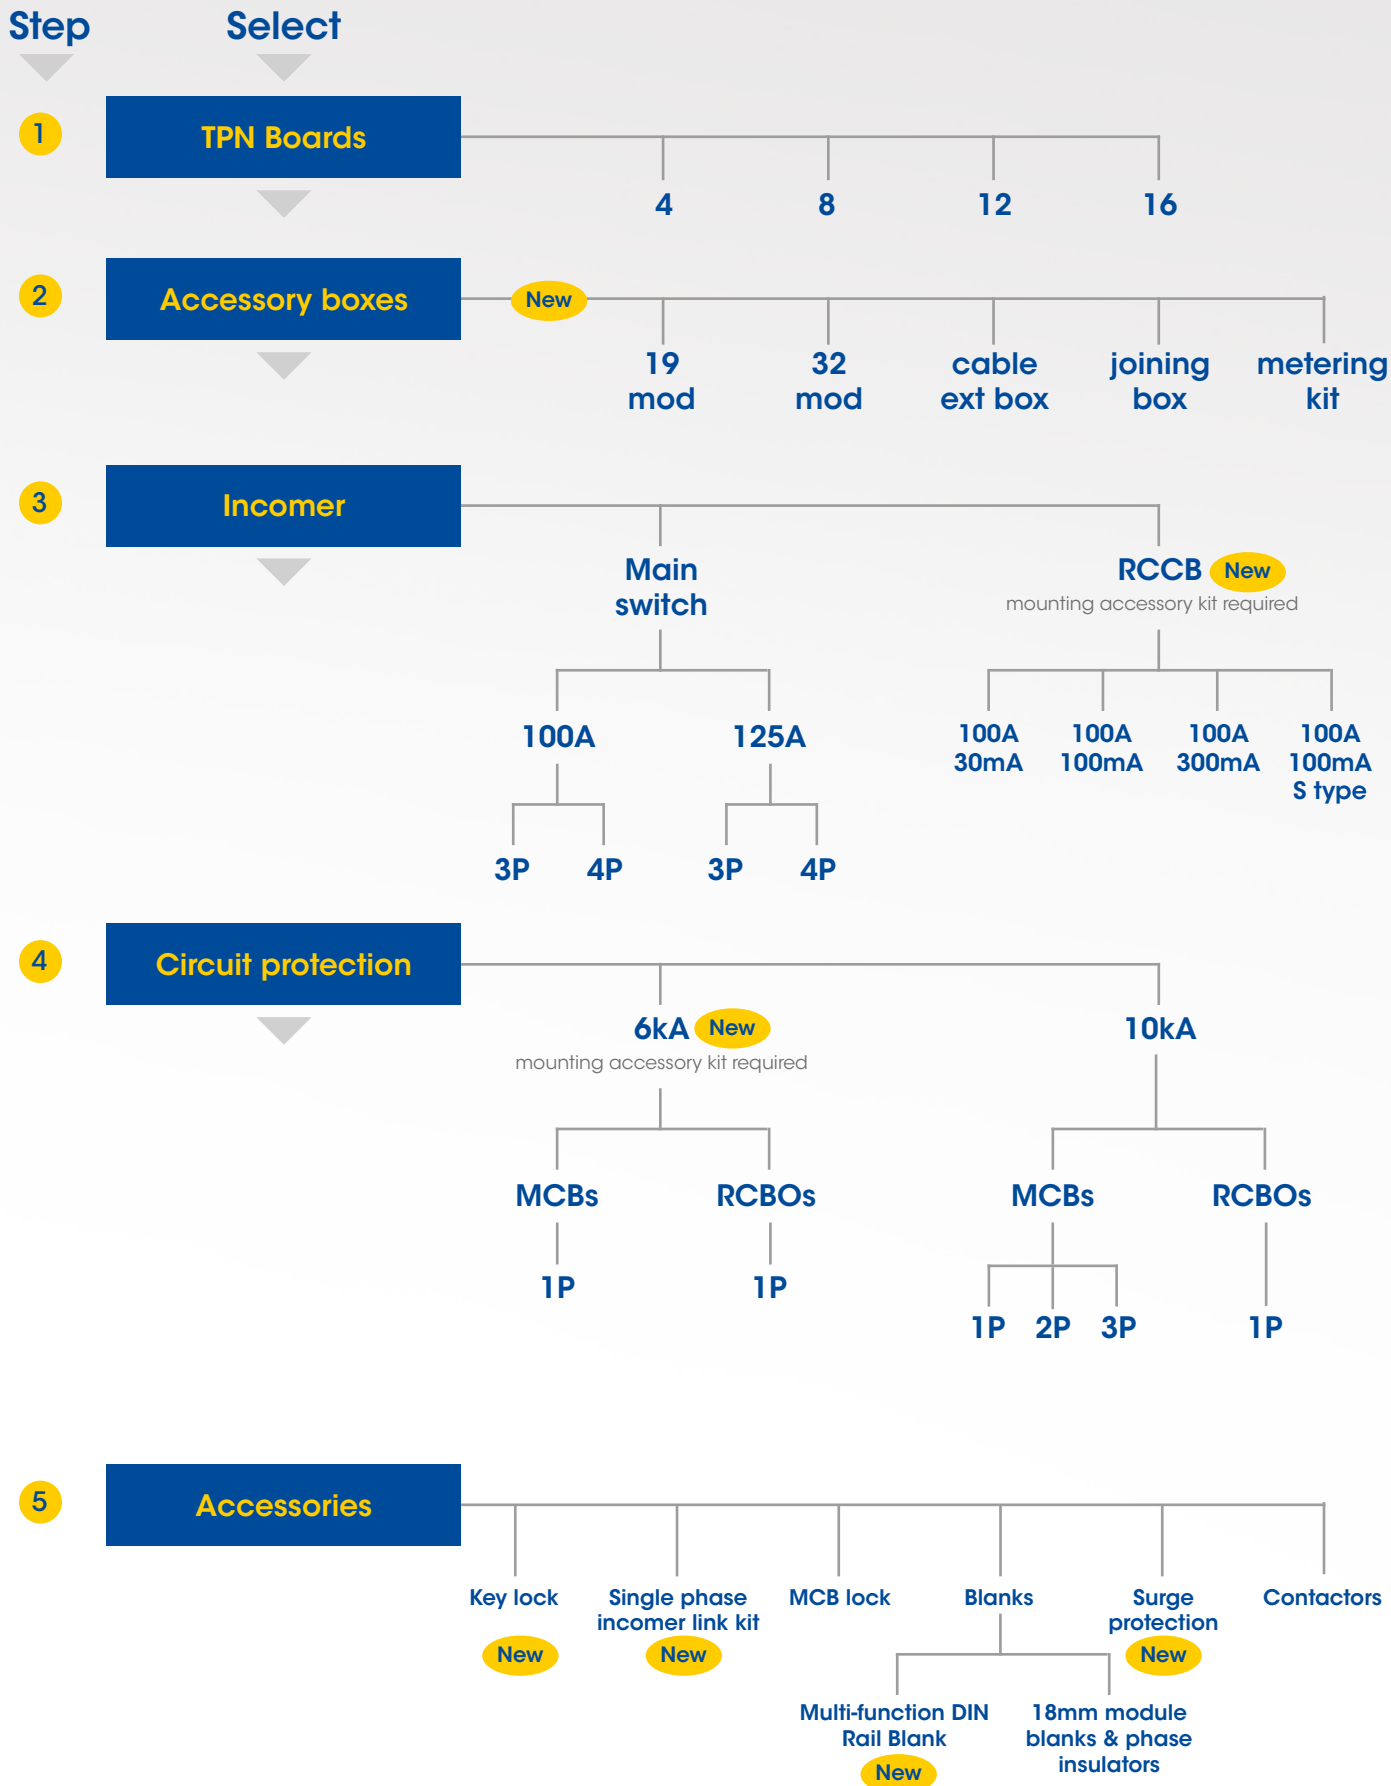 Step
Select
1
TPN Boards
4
8
12
16
2
Accessory boxes
New
19
mod
32
mod
cable
ext box
joining
box
metering
kit
3
Incomer
Main
switch
100A
3P
4P
125A
3P
4P
RCCB
New
mounting accessory kit required
100A
30mA
100A
100mA
100A
300mA
100A
100mA
S type
4
Circuit protection
6kA
New
mounting accessory kit required
MCBs
1P
RCBOs
1P
10kA
MCBs
1P
2P
3P
RCBOs
1P
5
Accessories
Key lock
New
Single phase
incomer link kit
New
MCB lock
Blanks
Multi-function DIN
Rail Blank
New
18mm module
blanks & phase
insulators
Surge
protection
New
Contactors